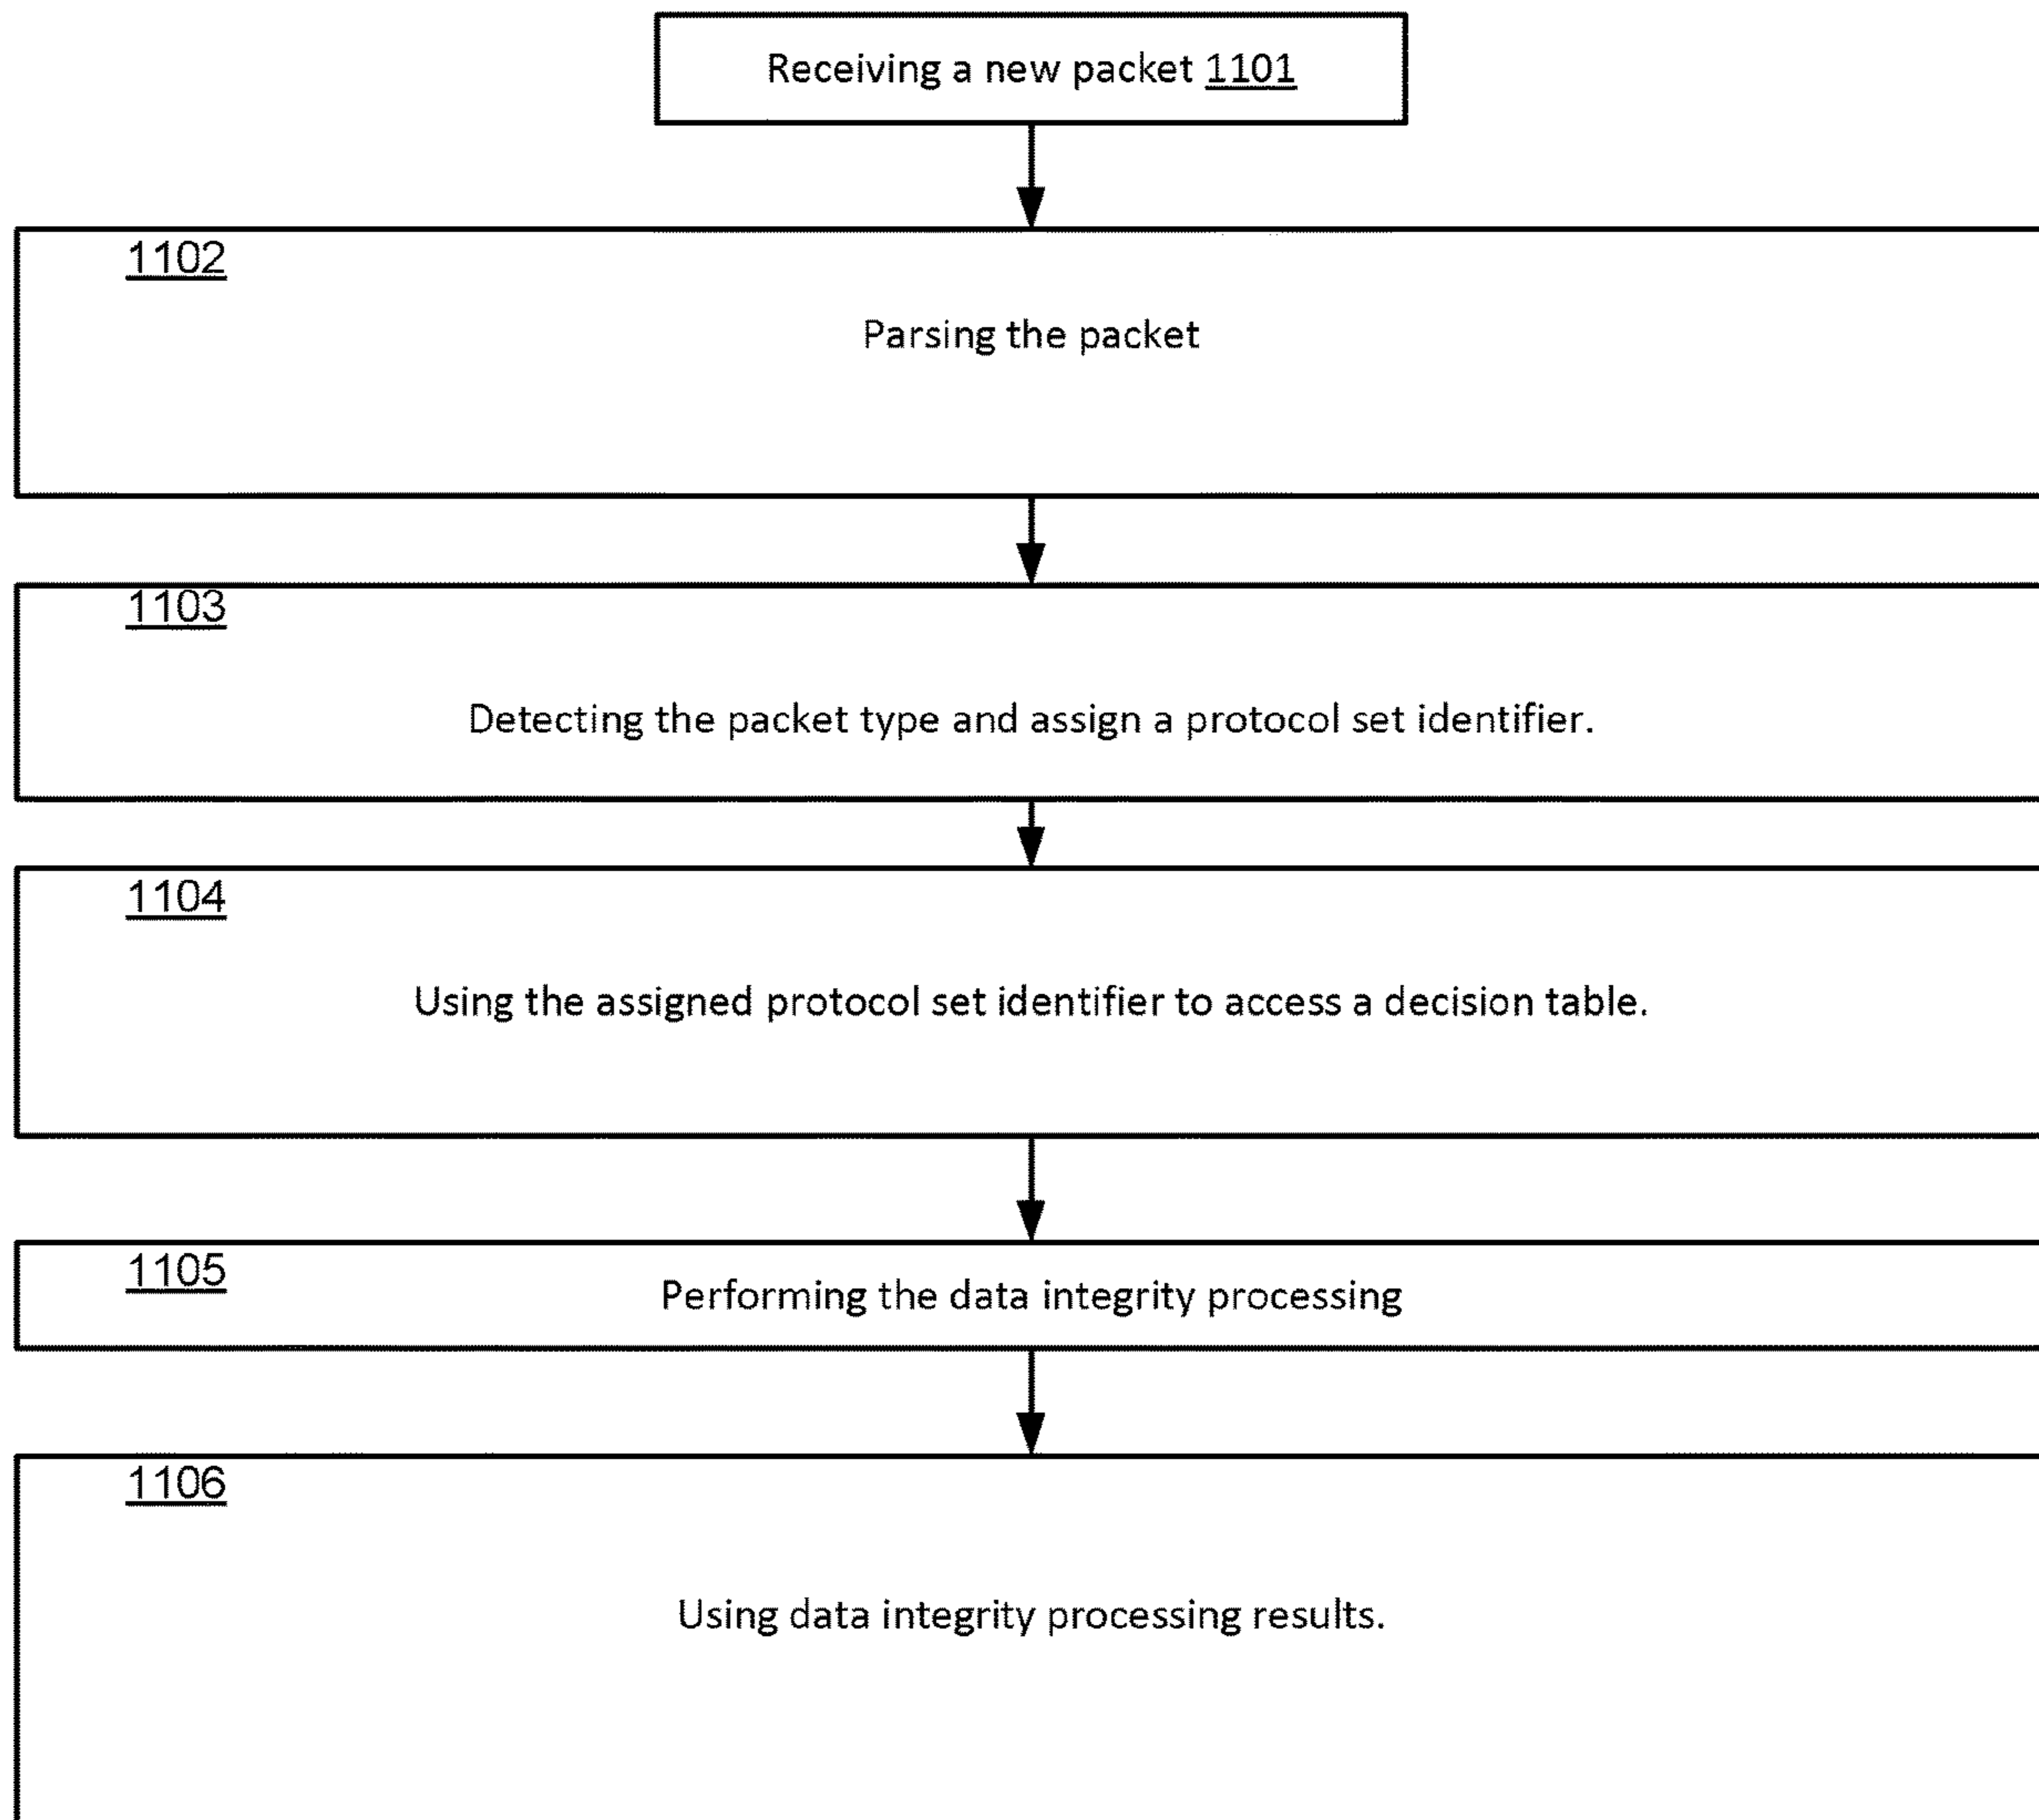 Receiving a new packet 1101
1102
Parsing the packet
1103
Detecting the packet type and assign a protocol set identifier.
1104
Using the assigned protocol set identifier to access a decision table.
1105
Performing the data integrity processing
1106
Using data integrity processing results.